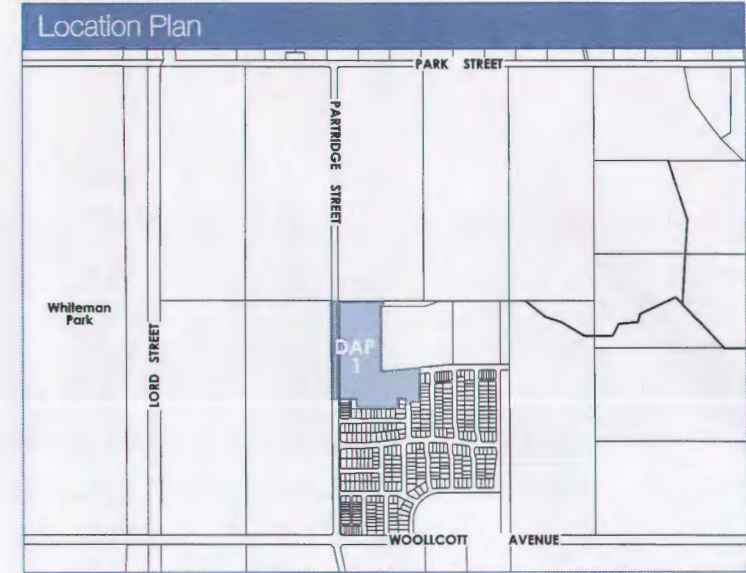 Location Plan
PARK STREET
PARTRIDGE STREET
Whiteman
Park
LORD STREET
DAP
1
WOOLLCOTT AVENUE